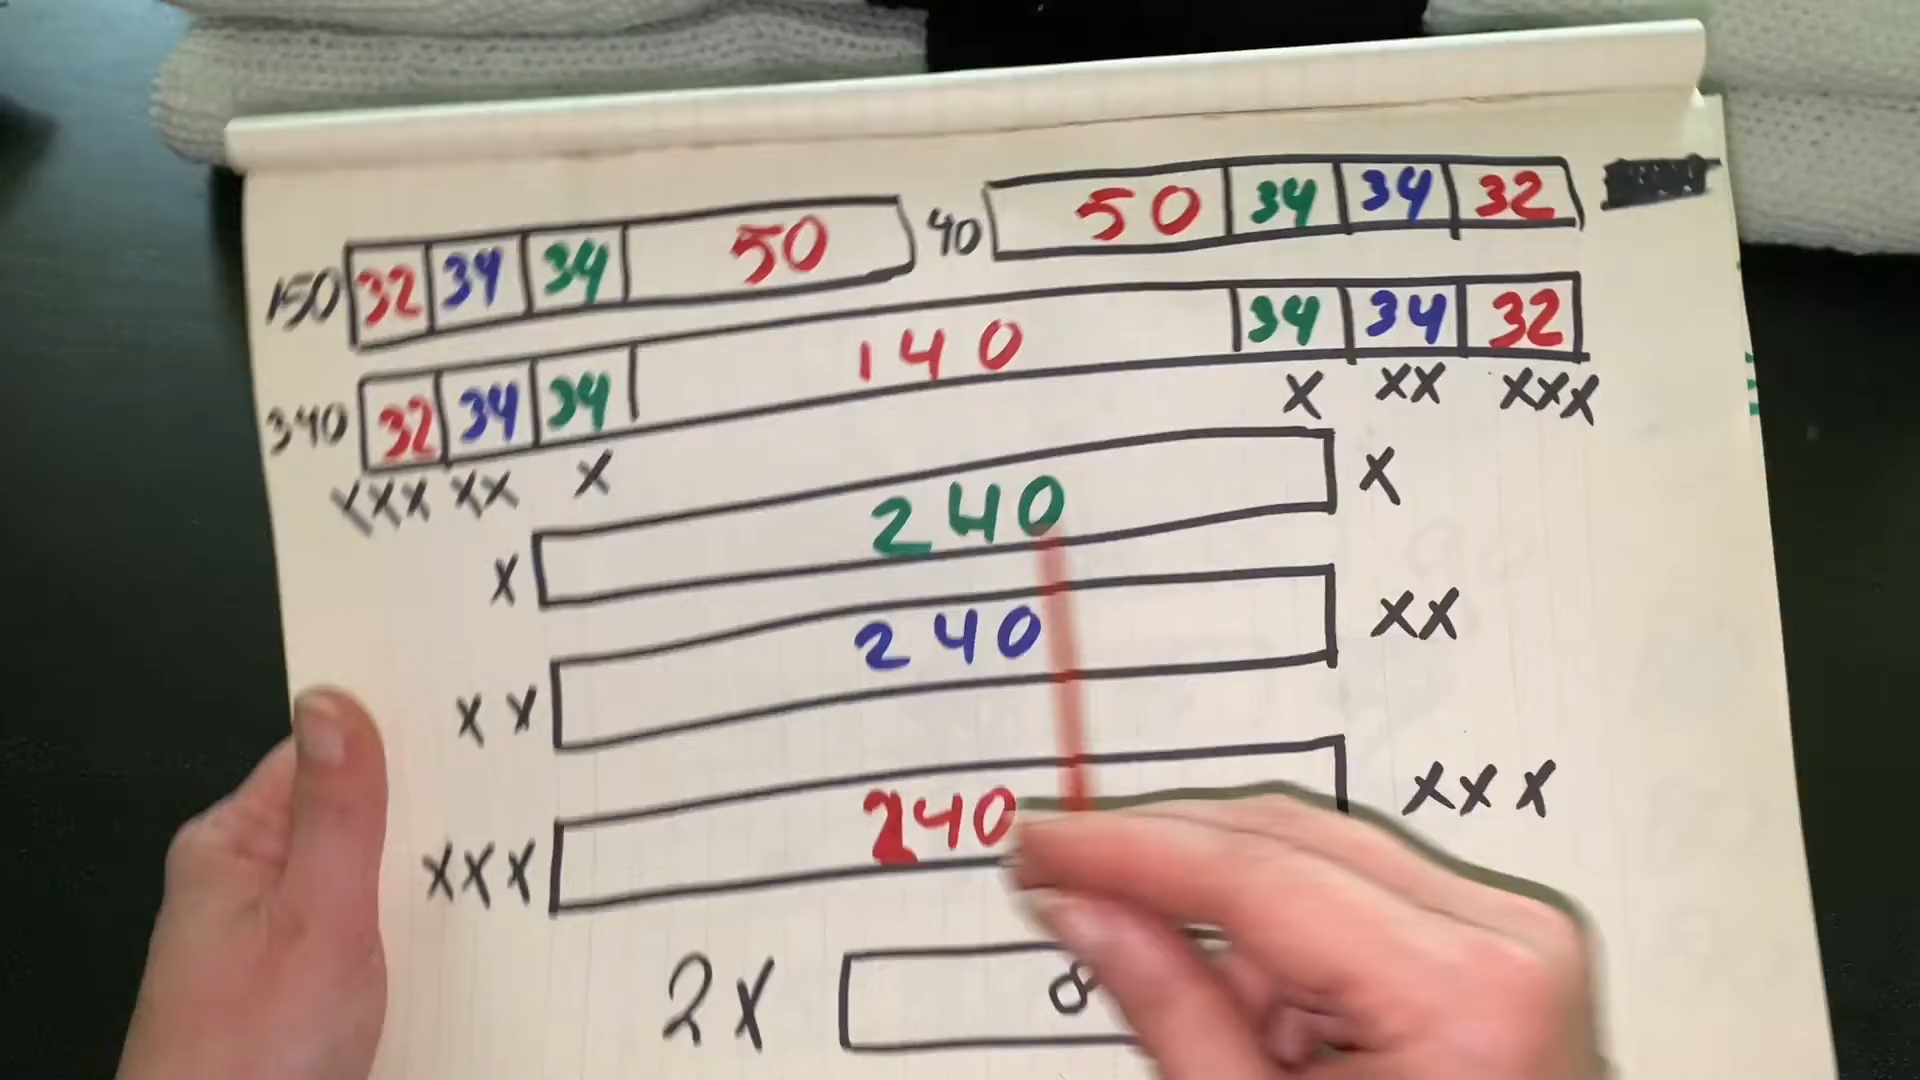 150 32 34 34 50 40 50 34 34 32
340 32 34 34 140 34 34 32
xxx xx x x xx xxx
x 240 x
xx 240 xx
xxx 240 xxx
2x